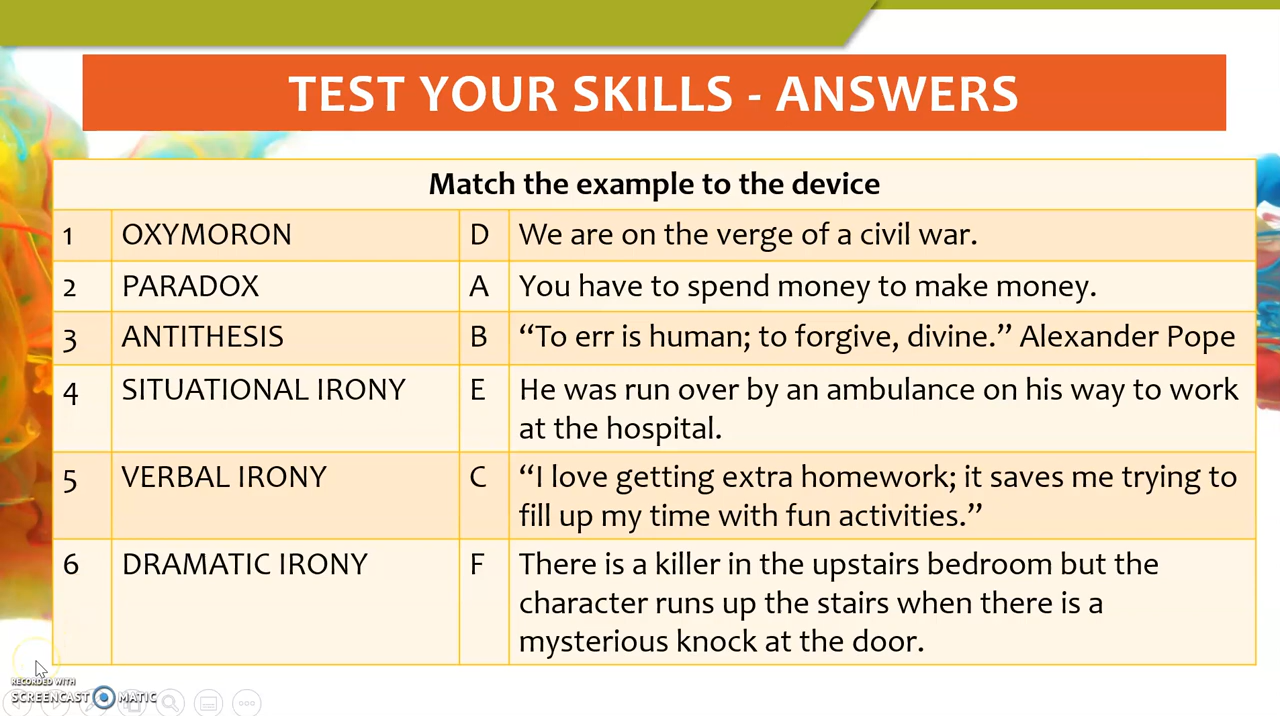 TEST YOUR SKILLS - ANSWERS
Match the example to the device
1 OXYMORON D We are on the verge of a civil war.
2 PARADOX A You have to spend money to make money.
3 ANTITHESIS B “To err is human; to forgive, divine.” Alexander Pope
4 SITUATIONAL IRONY E He was run over by an ambulance on his way to work
at the hospital.
5 VERBAL IRONY C “I love getting extra homework; it saves me trying to
fill up my time with fun activities.”
6 DRAMATIC IRONY F There is a killer in the upstairs bedroom but the
character runs up the stairs when there is a
mysterious knock at the door.
RECORDED WITH
SCREENCAST MATIC